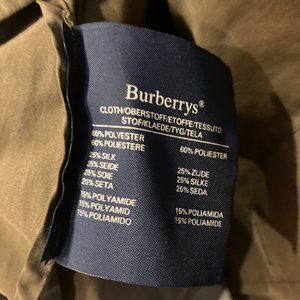 Burberrys®
CLOTH/OBERSTOFF/ETOFFE/TESSUTO
STOF/KLAEDE/TYG/TELA
60% POLYESTER
60% POLIESTERE 60% POLIESTER
25% SILK
25% SEIDE 25% ZIJDE
25% SOIE 25% SILKE
25% SETA 25% SEDA
15% POLYAMIDE
15% POLYAMID 15% POLIAMIDA
15% POLIAMIDO 15% POLYAMID